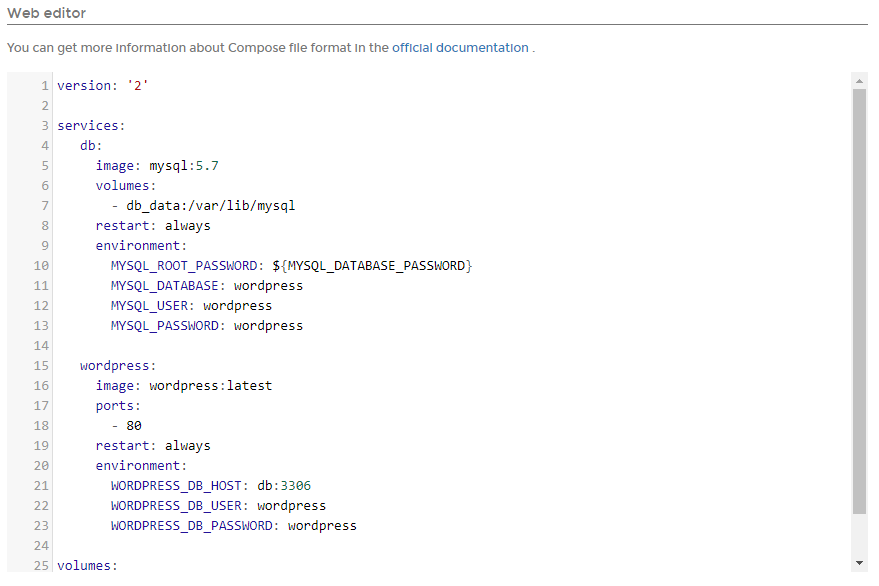 Web editor
You can get more information about Compose file format in the official documentation .
1 version: '2'
2
3 services:
4    db:
5      image: mysql:5.7
6      volumes:
7        - db_data:/var/lib/mysql
8      restart: always
9      environment:
10        MYSQL_ROOT_PASSWORD: ${MYSQL_DATABASE_PASSWORD}
11        MYSQL_DATABASE: wordpress
12        MYSQL_USER: wordpress
13        MYSQL_PASSWORD: wordpress
14
15    wordpress:
16      image: wordpress:latest
17      ports:
18        - 80
19      restart: always
20      environment:
21        WORDPRESS_DB_HOST: db:3306
22        WORDPRESS_DB_USER: wordpress
23        WORDPRESS_DB_PASSWORD: wordpress
24
25 volumes: